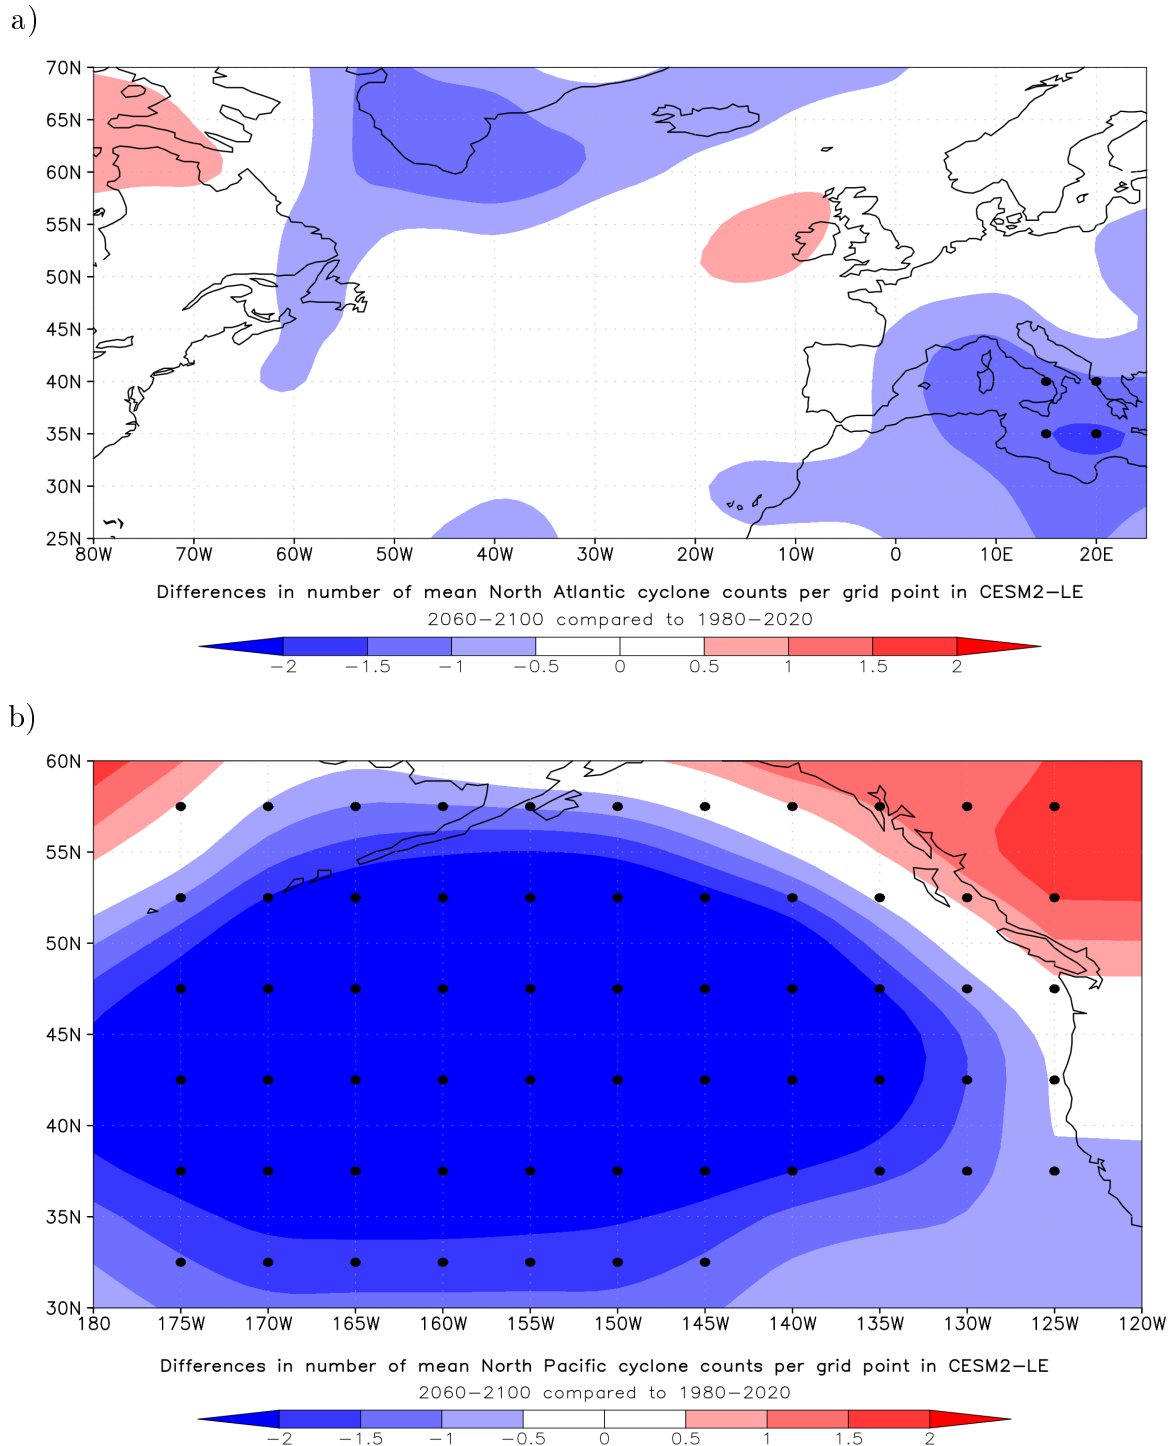 a)
70N
65N
60N
55N
50N
45N
40N
35N
30N
25N
80W 70W 60W 50W 40W 30W 20W 10W 0 10E 20E
Differences in number of mean North Atlantic cyclone counts per grid point in CESM2−LE
2060−2100 compared to 1980−2020
−2 −1.5 −1 −0.5 0 0.5 1 1.5 2
b)
60N
55N
50N
45N
40N
35N
30N
180 175W 170W 165W 160W 155W 150W 145W 140W 135W 130W 125W 120W
Differences in number of mean North Pacific cyclone counts per grid point in CESM2−LE
2060−2100 compared to 1980−2020
−2 −1.5 −1 −0.5 0 0.5 1 1.5 2